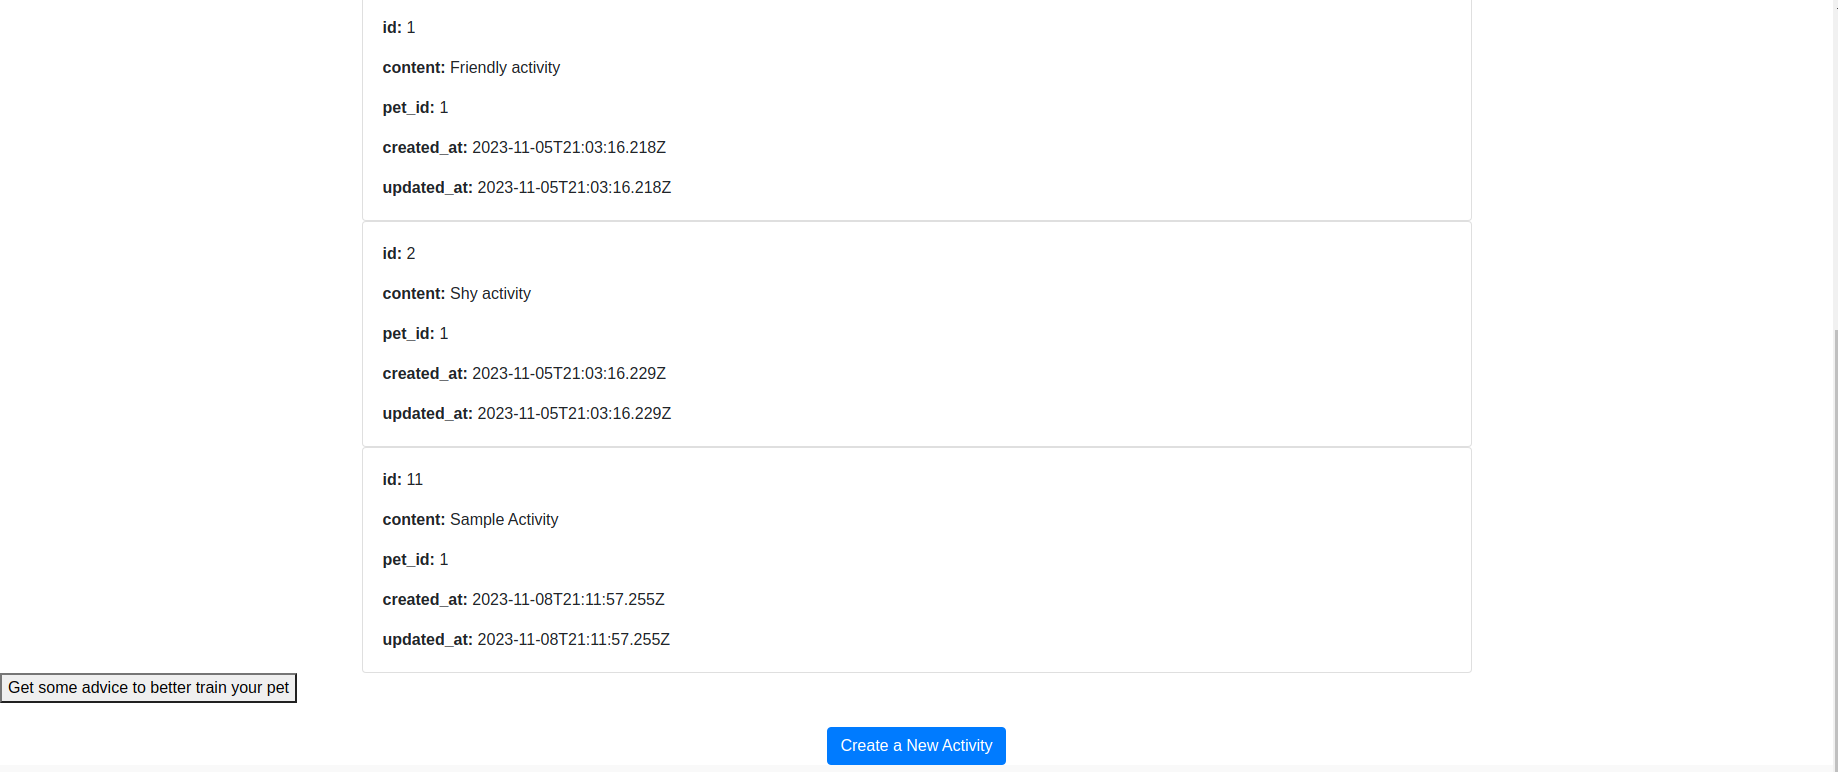 id: 1
content: Friendly activity
pet_id: 1
created_at: 2023-11-05T21:03:16.218Z
updated_at: 2023-11-05T21:03:16.218Z
id: 2
content: Shy activity
pet_id: 1
created_at: 2023-11-05T21:03:16.229Z
updated_at: 2023-11-05T21:03:16.229Z
id: 11
content: Sample Activity
pet_id: 1
created_at: 2023-11-08T21:11:57.255Z
updated_at: 2023-11-08T21:11:57.255Z
Get some advice to better train your pet
Create a New Activity